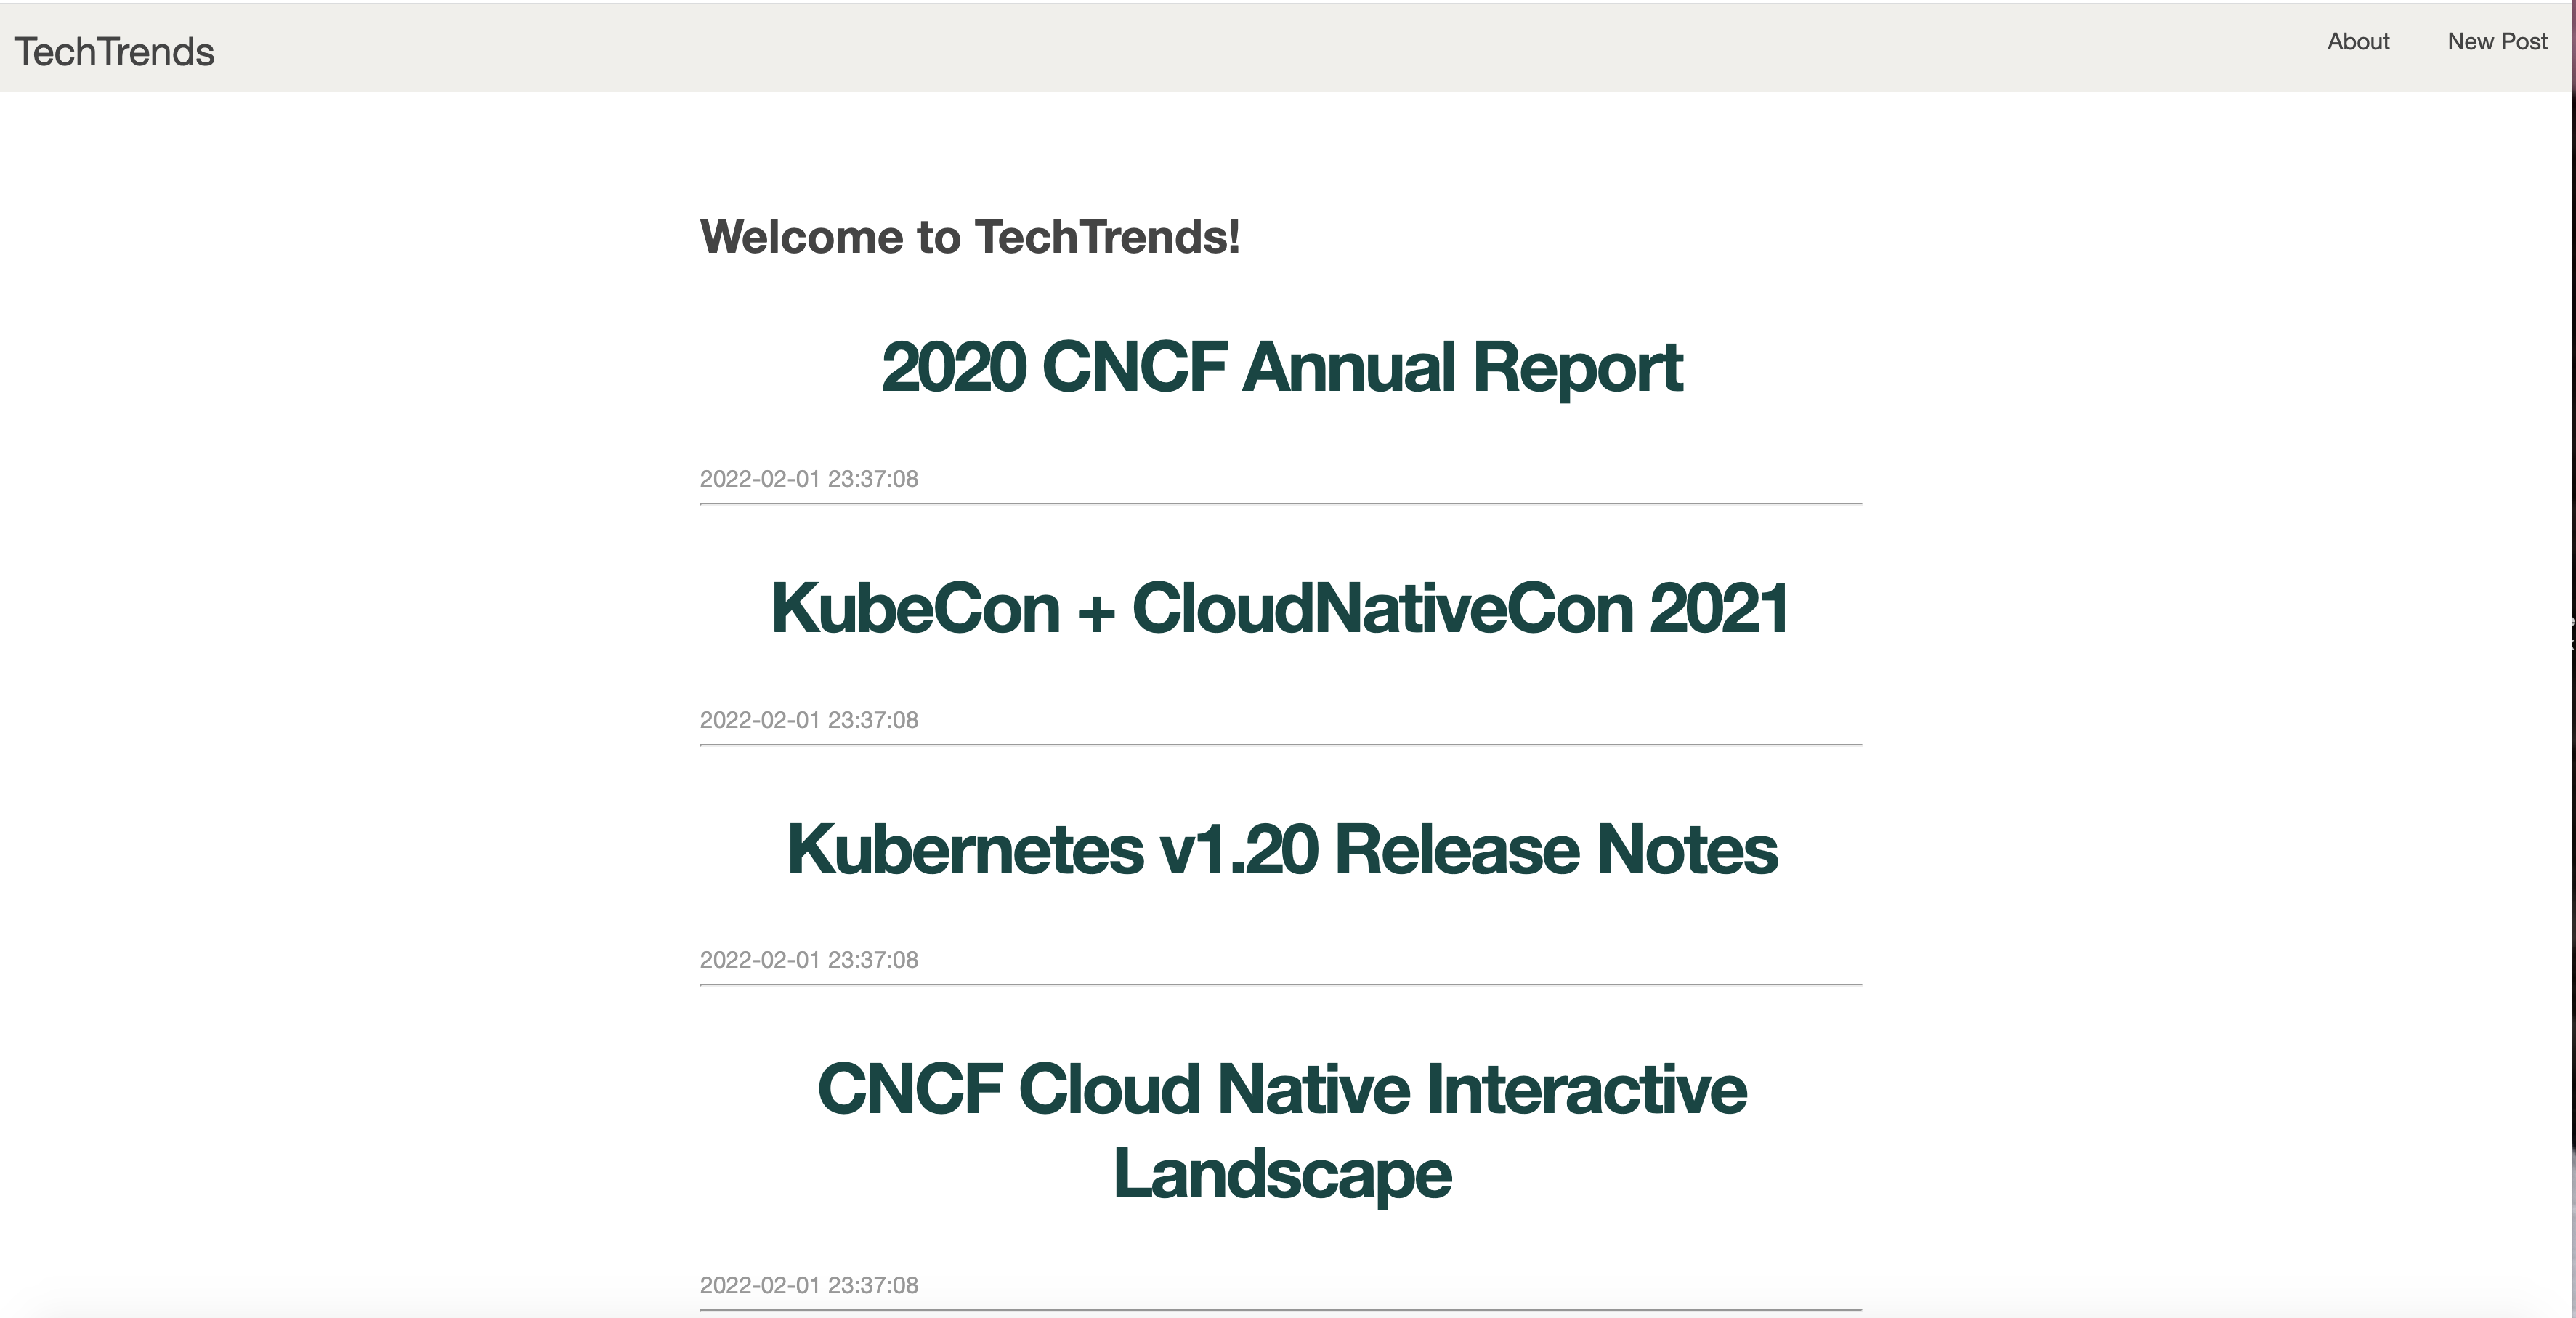 TechTrends
About
New Post
Welcome to TechTrends!
2020 CNCF Annual Report
2022-02-01 23:37:08
KubeCon + CloudNativeCon 2021
2022-02-01 23:37:08
Kubernetes v1.20 Release Notes
2022-02-01 23:37:08
CNCF Cloud Native Interactive
Landscape
2022-02-01 23:37:08